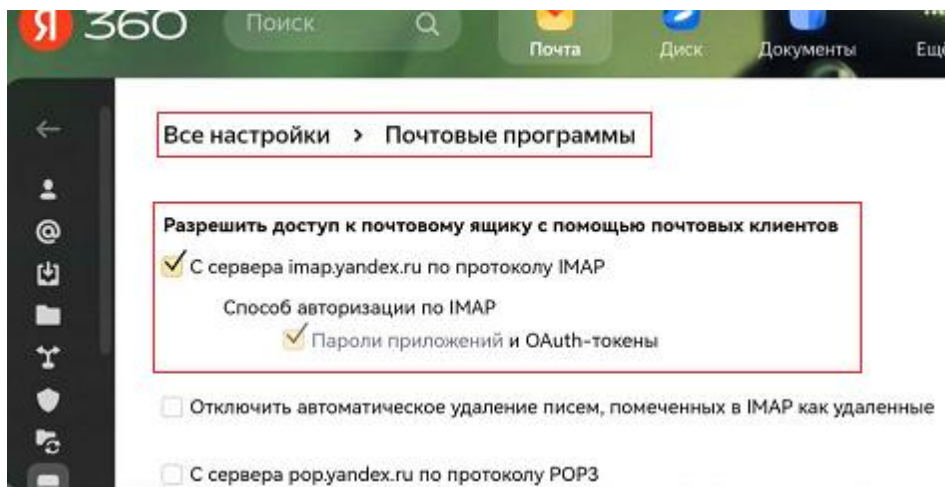 Я 360
Поиск
Почта
Диск
Документы
Все настройки > Почтовые программы
Разрешить доступ к почтовому ящику с помощью почтовых клиентов
С сервера imap.yandex.ru по протоколу IMAP
Способ авторизации по IMAP
Пароли приложений и OAuth-токены
Отключить автоматическое удаление писем, помеченных в IMAP как удаленные
С сервера pop.yandex.ru по протоколу POP3